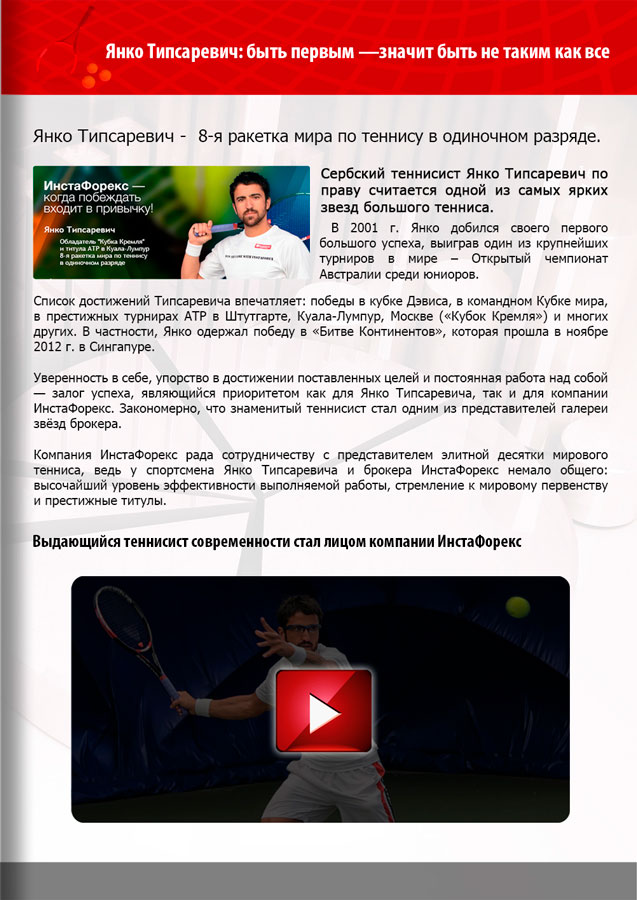 Янко Типсаревич: быть первым —значит быть не таким как все
Янко Типсаревич - 8-я ракетка мира по теннису в одиночном разряде.
ИнстаФорекс —
когда побеждать
входит в привычку!
Янко Типсаревич
Обладатель "Кубка Кремля"
и титула ATP в Куала-Лумпур
8-я ракетка мира по теннису
в одиночном разряде
Сербский теннисист Янко Типсаревич по
праву считается одной из самых ярких
звезд большого тенниса.
В 2001 г. Янко добился своего первого
большого успеха, выиграв один из крупнейших
турниров в мире – Открытый чемпионат
Австралии среди юниоров.
Список достижений Типсаревича впечатляет: победы в кубке Дэвиса, в командном Кубке мира,
в престижных турнирах ATP в Штутгарте, Куала-Лумпур, Москве («Кубок Кремля») и многих
других. В частности, Янко одержал победу в «Битве Континентов», которая прошла в ноябре
2012 г. в Сингапуре.
Уверенность в себе, упорство в достижении поставленных целей и постоянная работа над собой
— залог успеха, являющийся приоритетом как для Янко Типсаревича, так и для компании
ИнстаФорекс. Закономерно, что знаменитый теннисист стал одним из представителей галереи
звёзд брокера.
Компания ИнстаФорекс рада сотрудничеству с представителем элитной десятки мирового
тенниса, ведь у спортсмена Янко Типсаревича и брокера ИнстаФорекс немало общего:
высочайший уровень эффективности выполняемой работы, стремление к мировому первенству
и престижные титулы.
Выдающийся теннисист современности стал лицом компании ИнстаФорекс